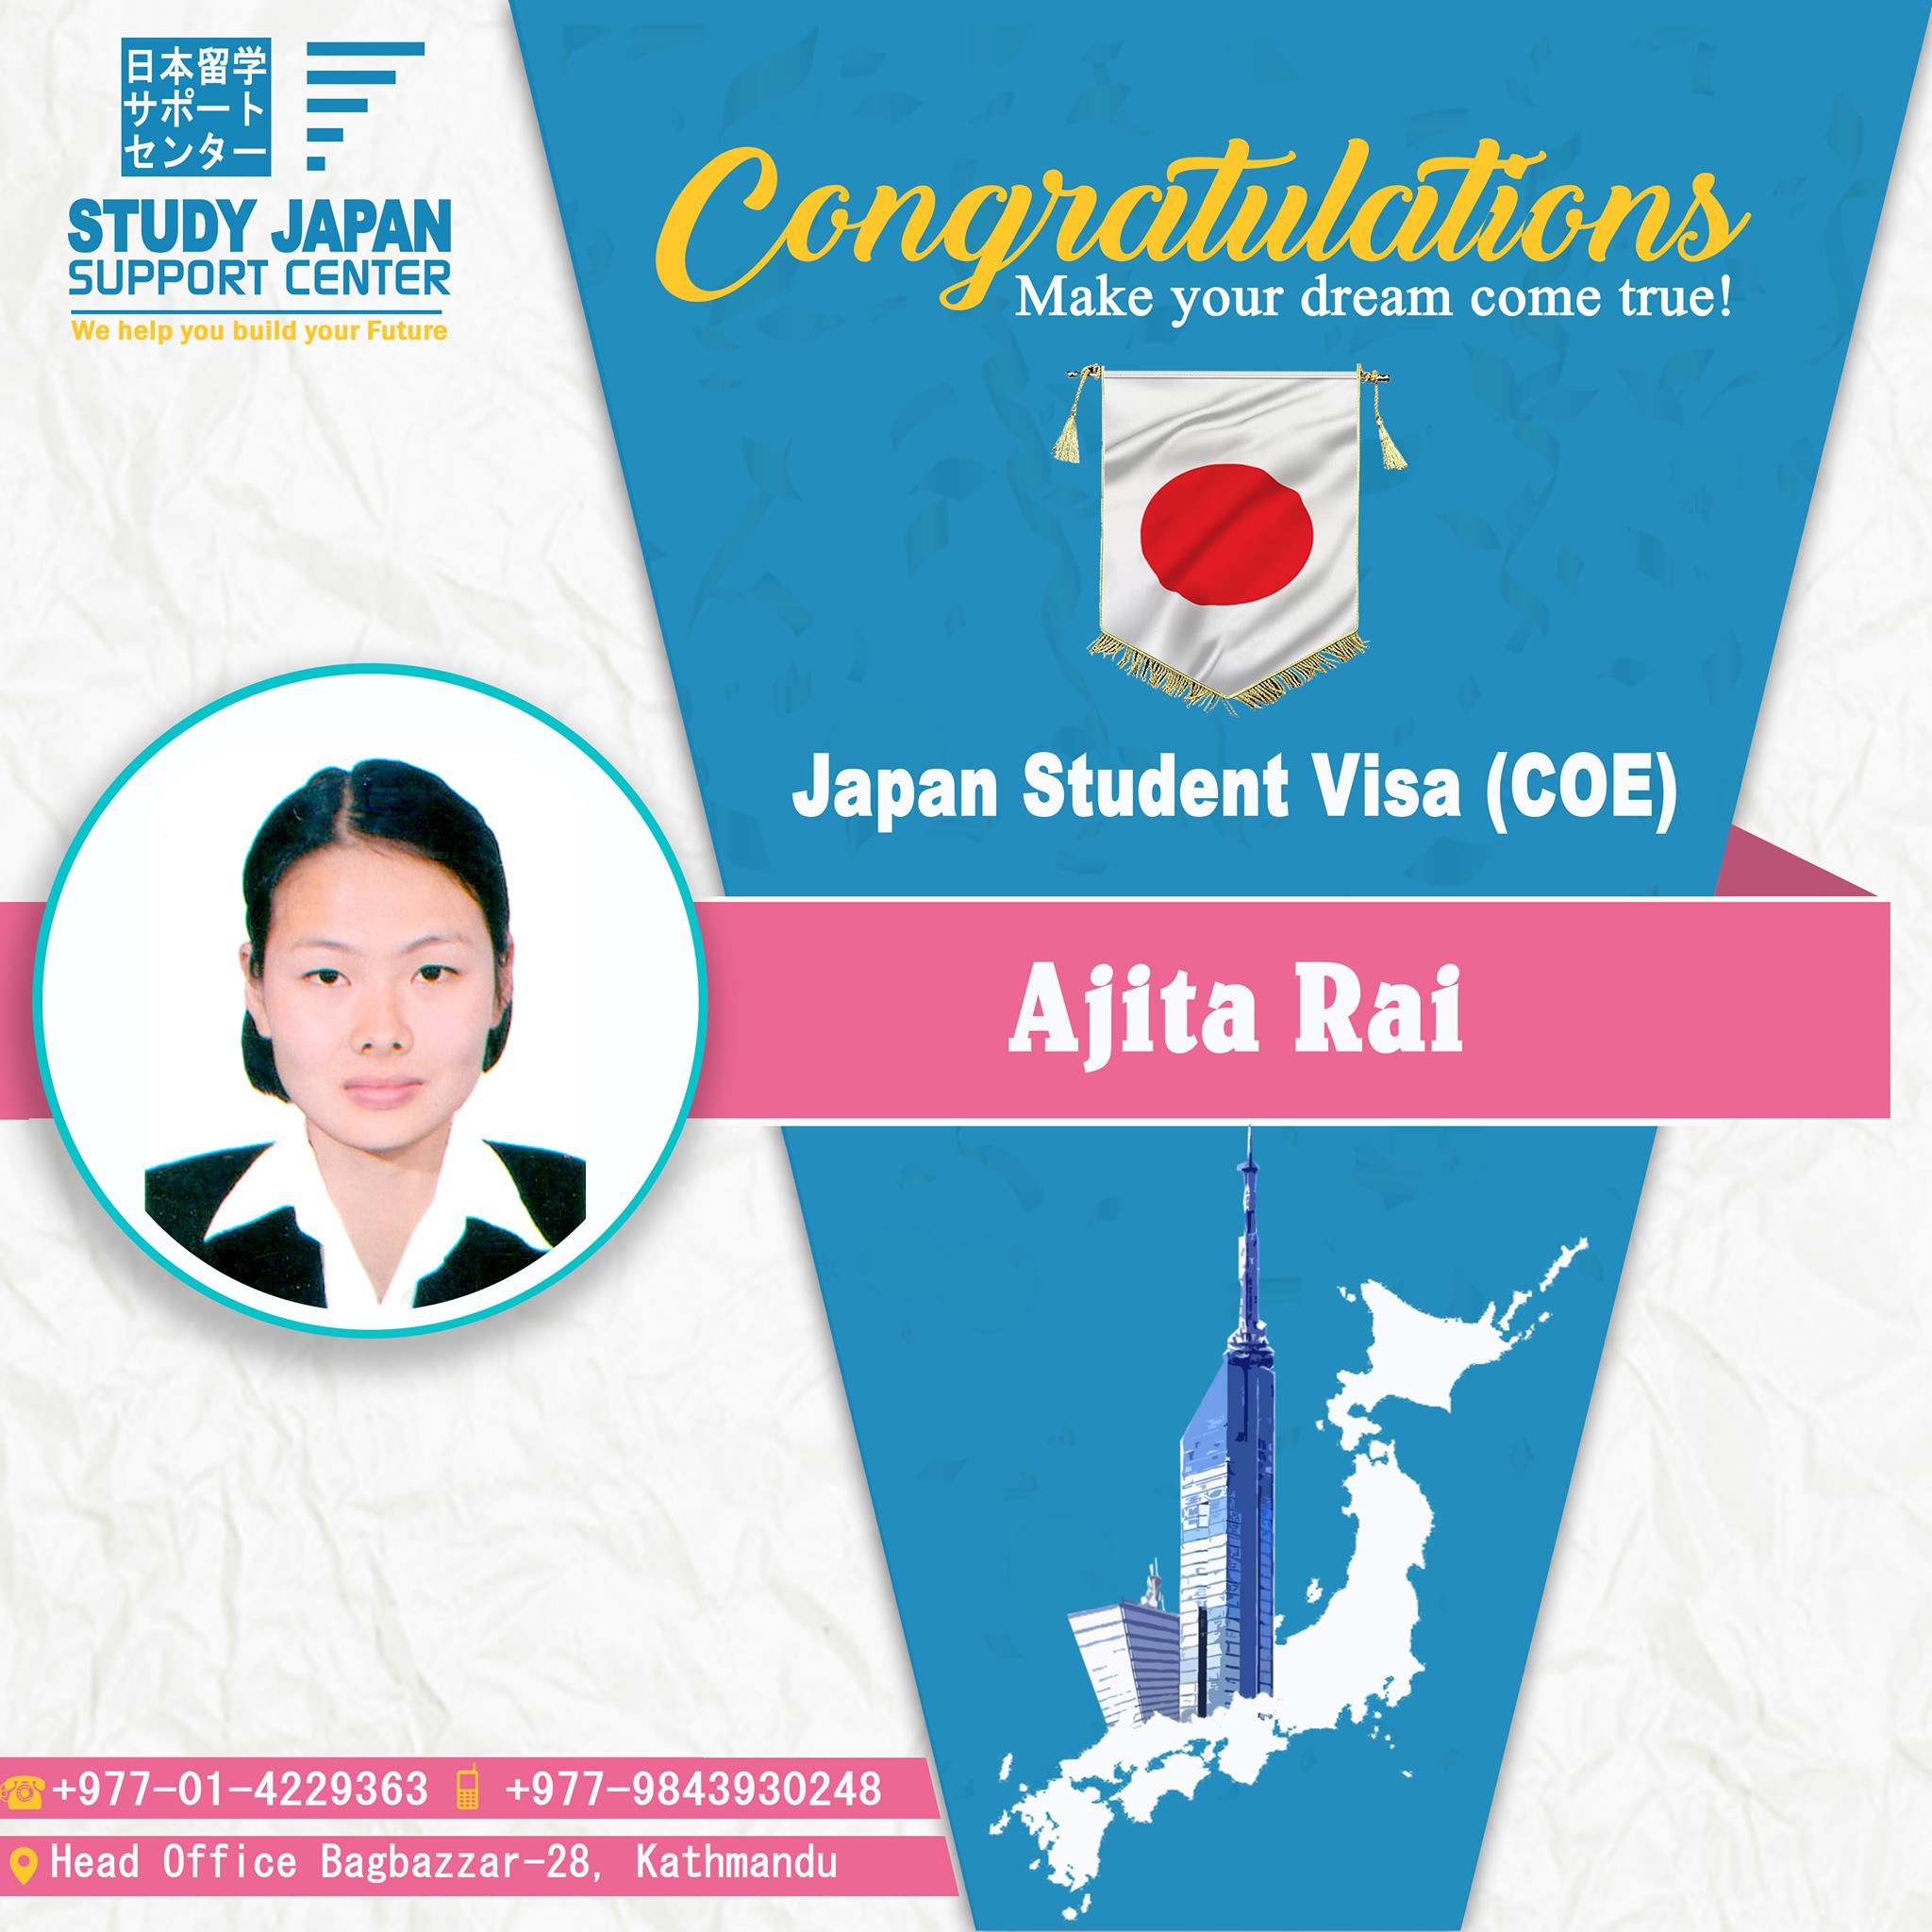 日本留学
サポート
センター
STUDY JAPAN
SUPPORT CENTER
We help you build your Future
Congratulations
Make your dream come true!
Japan Student Visa (COE)
Ajita Rai
+977-01-4229363 +977-9843930248
Head Office Bagbazzar-28, Kathmandu